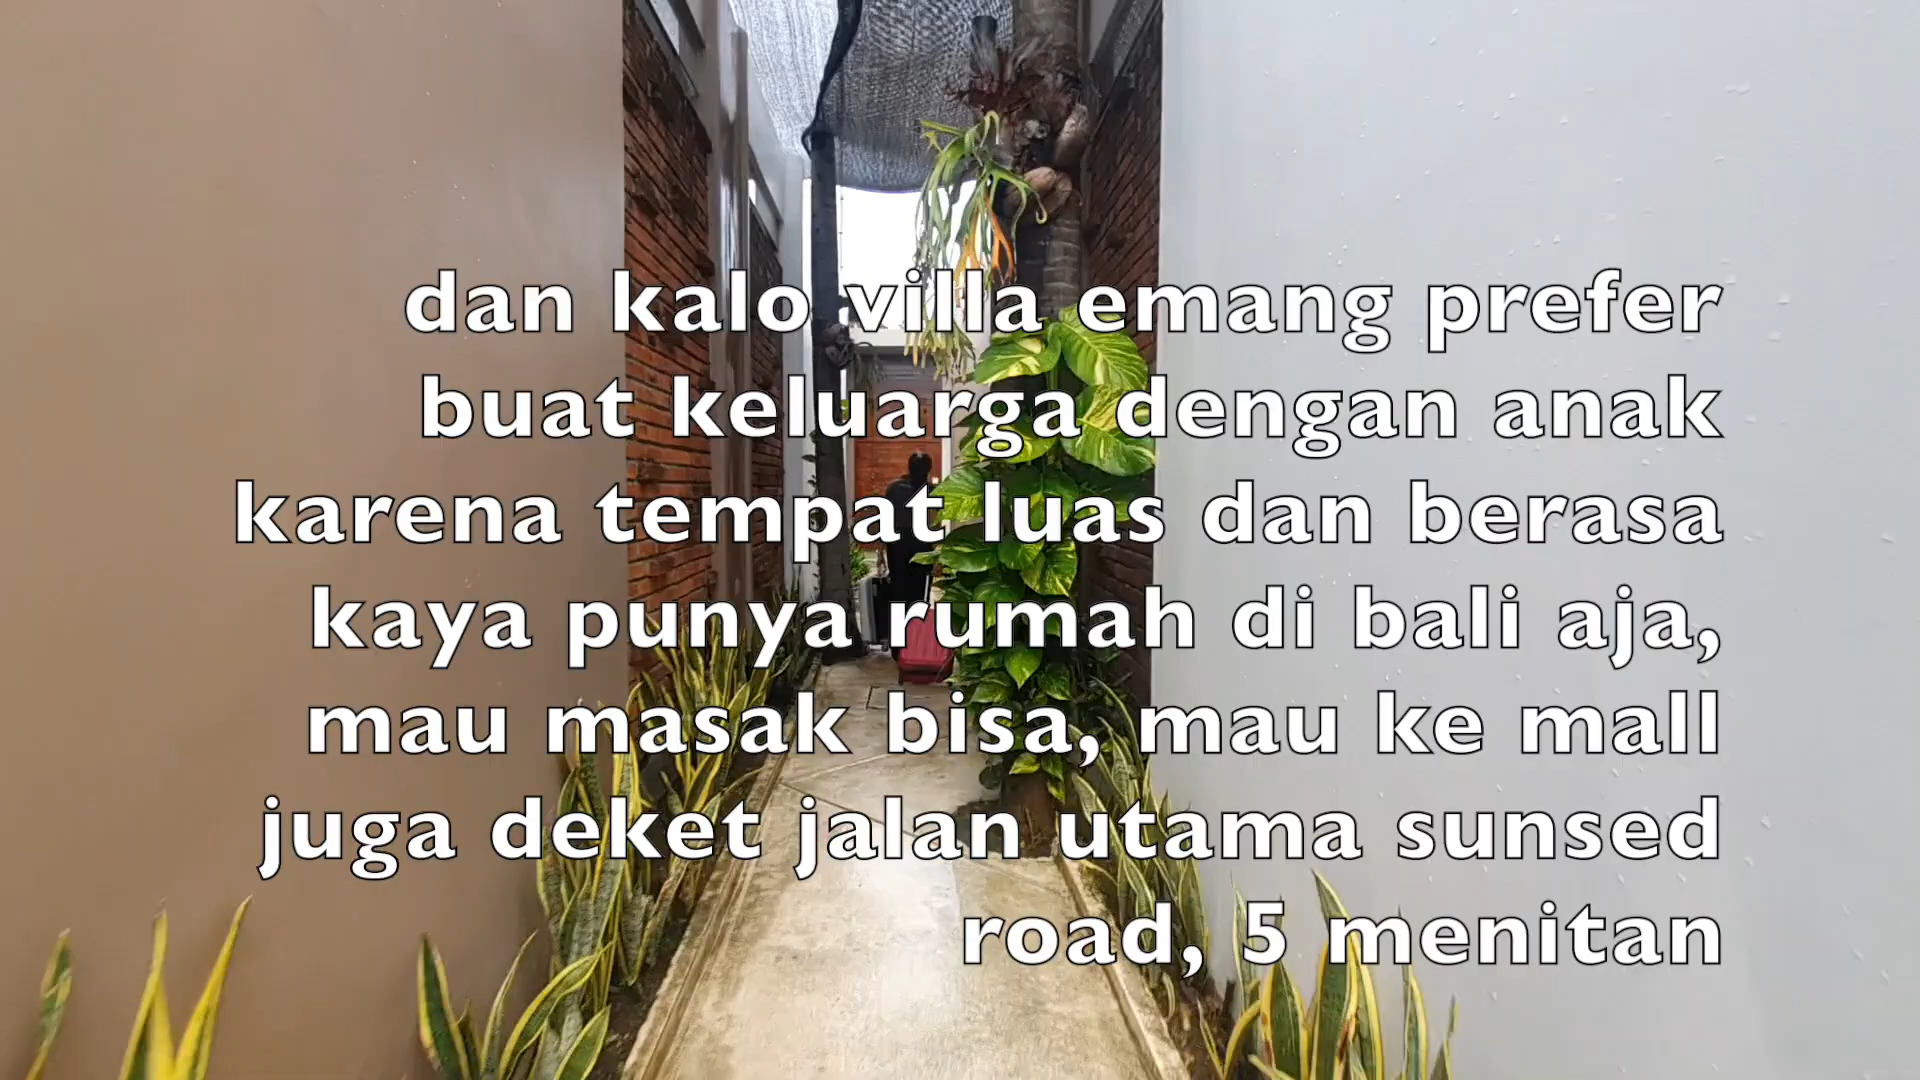 dan kalo villa emang prefer
buat keluarga dengan anak
karena tempat luas dan berasa
kaya punya rumah di bali aja,
mau masak bisa, mau ke mall
juga deket jalan utama sunsed
road, 5 menitan